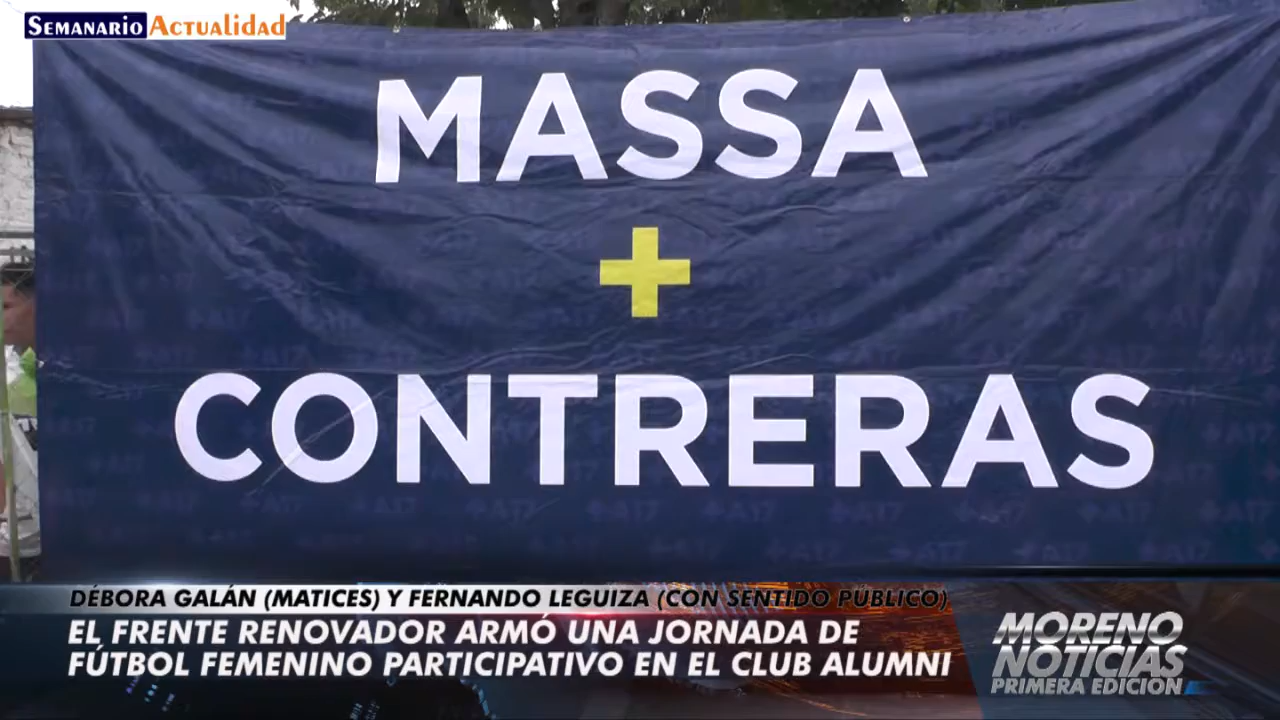 SEMANARIO ACTUALIDAD
MASSA
+
CONTRERAS
DÉBORA GALÁN (MATICES) Y FERNANDO LEGUIZA (CON SENTIDO PÚBLICO)
EL FRENTE RENOVADOR ARMÓ UNA JORNADA DE
FÚTBOL FEMENINO PARTICIPATIVO EN EL CLUB ALUMNI
MORENO
NOTICIAS
PRIMERA EDICIÓN